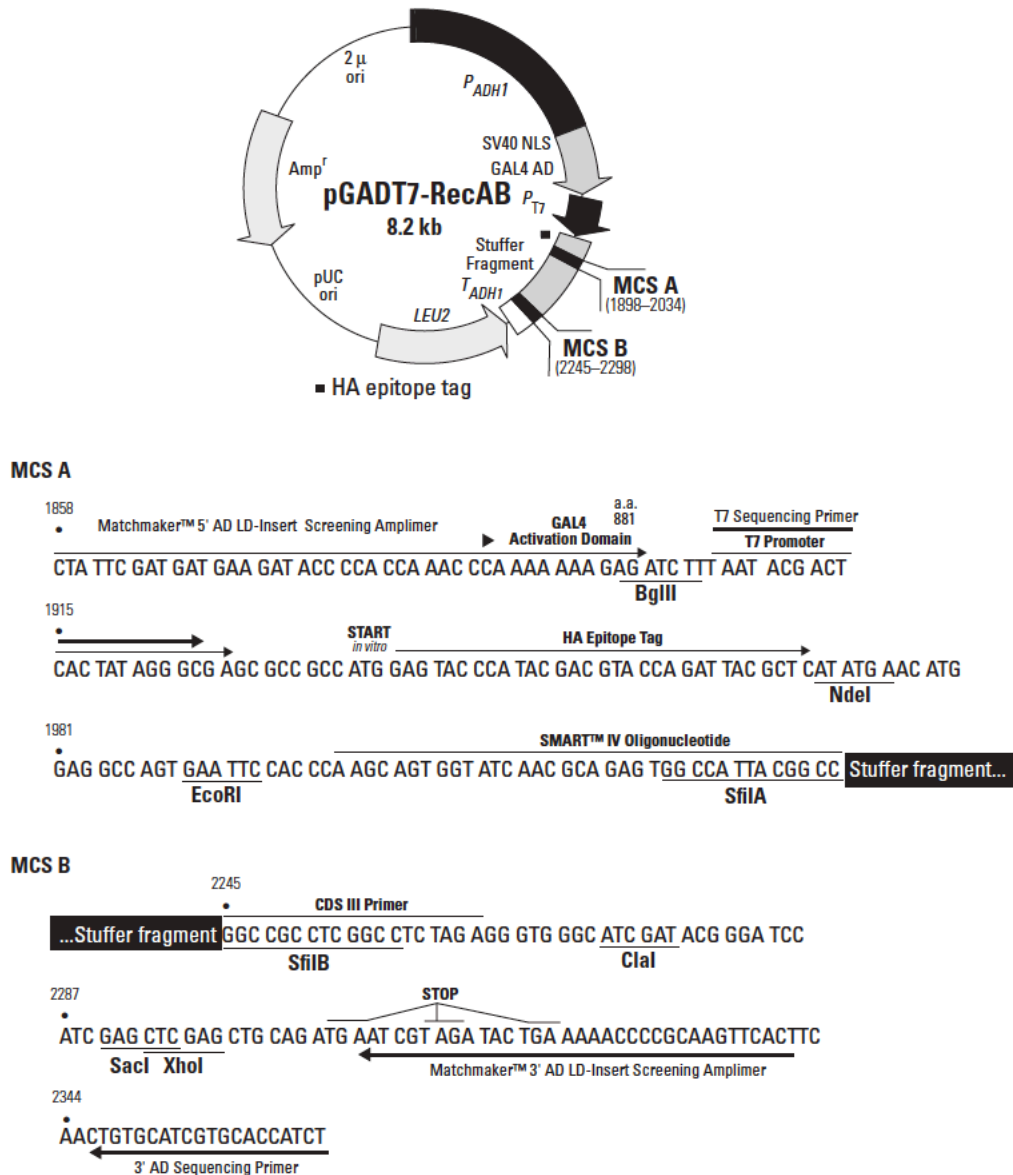 2 µ
ori
P ADH1
SV40 NLS
GAL4 AD
Ampr
pGADT7-RecAB
8.2 kb
P T7
Stuffer
Fragment
MCS A
(1898–2034)
pUC
ori
T ADH1
LEU2
MCS B
(2245–2298)
HA epitope tag
MCS A
1858
Matchmaker™ 5' AD LD-Insert Screening Amplimer
GAL4
Activation Domain
a.a.
881
T7 Sequencing Primer
T7 Promoter
CTA TTC GAT GAT GAA GAT ACC CCA CCA AAC CCA AAA AAA GAG ATC TTT AAT ACG ACT
BglII
1915
START
in vitro
HA Epitope Tag
CAC TAT AGG GCG AGC GCC GCC ATG GAG TAC CCA TAC GAC GTA CCA GAT TAC GCT CAT ATG AAC ATG
NdeI
1981
SMART™ IV Oligonucleotide
GAG GCC AGT GAA TTC CAC CCA AGC AGT GGT ATC AAC GCA GAG TGG CCA TTA CGG CC Stuffer fragment...
EcoRI SfiIA
MCS B
2245
CDS III Primer
...Stuffer fragment GGC CGC CTC GGC CTC TAG AGG GTG GGC ATC GAT ACG GGA TCC
SfiIB ClaI
2287
STOP
ATC GAG CTC GAG CTG CAG ATG AAT CGT AGA TAC TGA AAAACCCCGCAAGTTCACTTC
SacI XhoI
Matchmaker™ 3' AD LD-Insert Screening Amplimer
2344
AACTGTGCATCGTGCACCATCT
3' AD Sequencing Primer